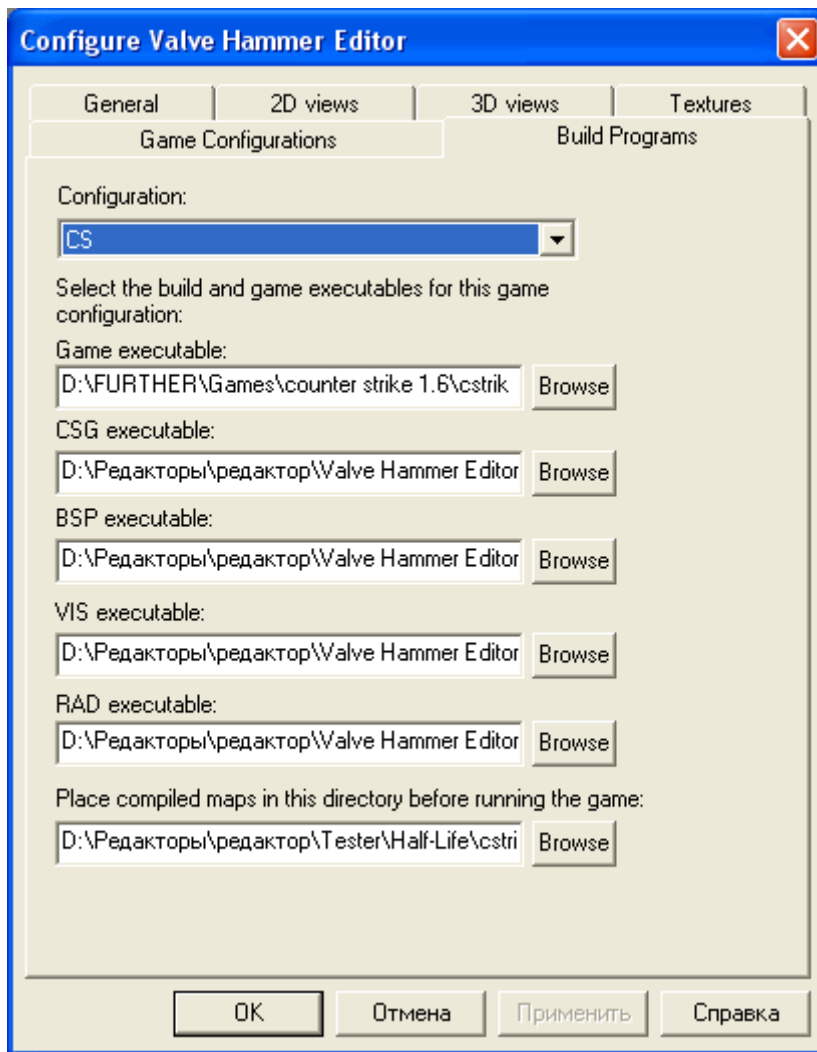 Configure Valve Hammer Editor
General 2D views 3D views Textures
Game Configurations Build Programs
Configuration:
CS
Select the build and game executables for this game
configuration:
Game executable:
D:\FURTHER\Games\counter strike 1.6\cstrik Browse
CSG executable:
D:\Редакторы\редактор\Valve Hammer Editor Browse
BSP executable:
D:\Редакторы\редактор\Valve Hammer Editor Browse
VIS executable:
D:\Редакторы\редактор\Valve Hammer Editor Browse
RAD executable:
D:\Редакторы\редактор\Valve Hammer Editor Browse
Place compiled maps in this directory before running the game:
D:\Редакторы\редактор\Tester\Half-Life\cstri Browse
OK Отмена Применить Справка